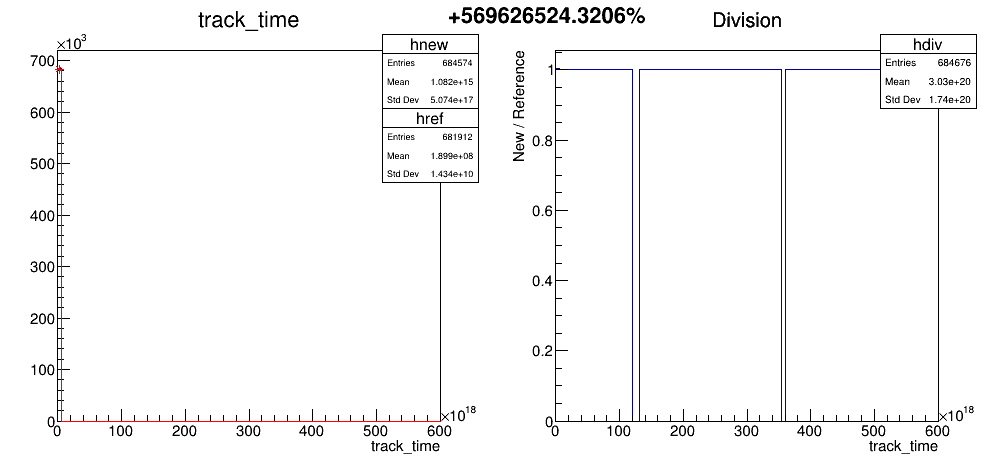 +569626524.3206%
track_time
×10³
700
600
500
400
300
200
100
0
0 100 200 300 400 500 600
×10¹⁸
track_time
hnew
Entries 684574
Mean 1.082e+15
Std Dev 5.074e+17
href
Entries 681912
Mean 1.899e+08
Std Dev 1.434e+10
Division
New / Reference
1
0.8
0.6
0.4
0.2
0
0 100 200 300 400 500 600
×10¹⁸
track_time
hdiv
Entries 684676
Mean 3.03e+20
Std Dev 1.74e+20